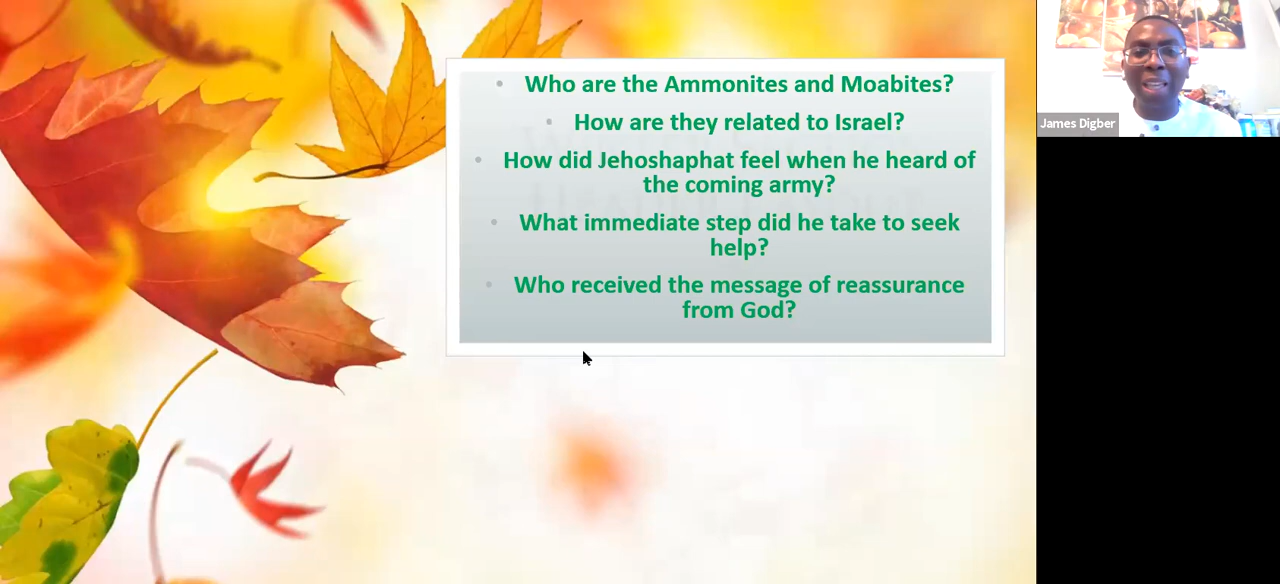 • Who are the Ammonites and Moabites?
• How are they related to Israel?
• How did Jehoshaphat feel when he heard of
the coming army?
• What immediate step did he take to seek
help?
• Who received the message of reassurance
from God?
James Digber